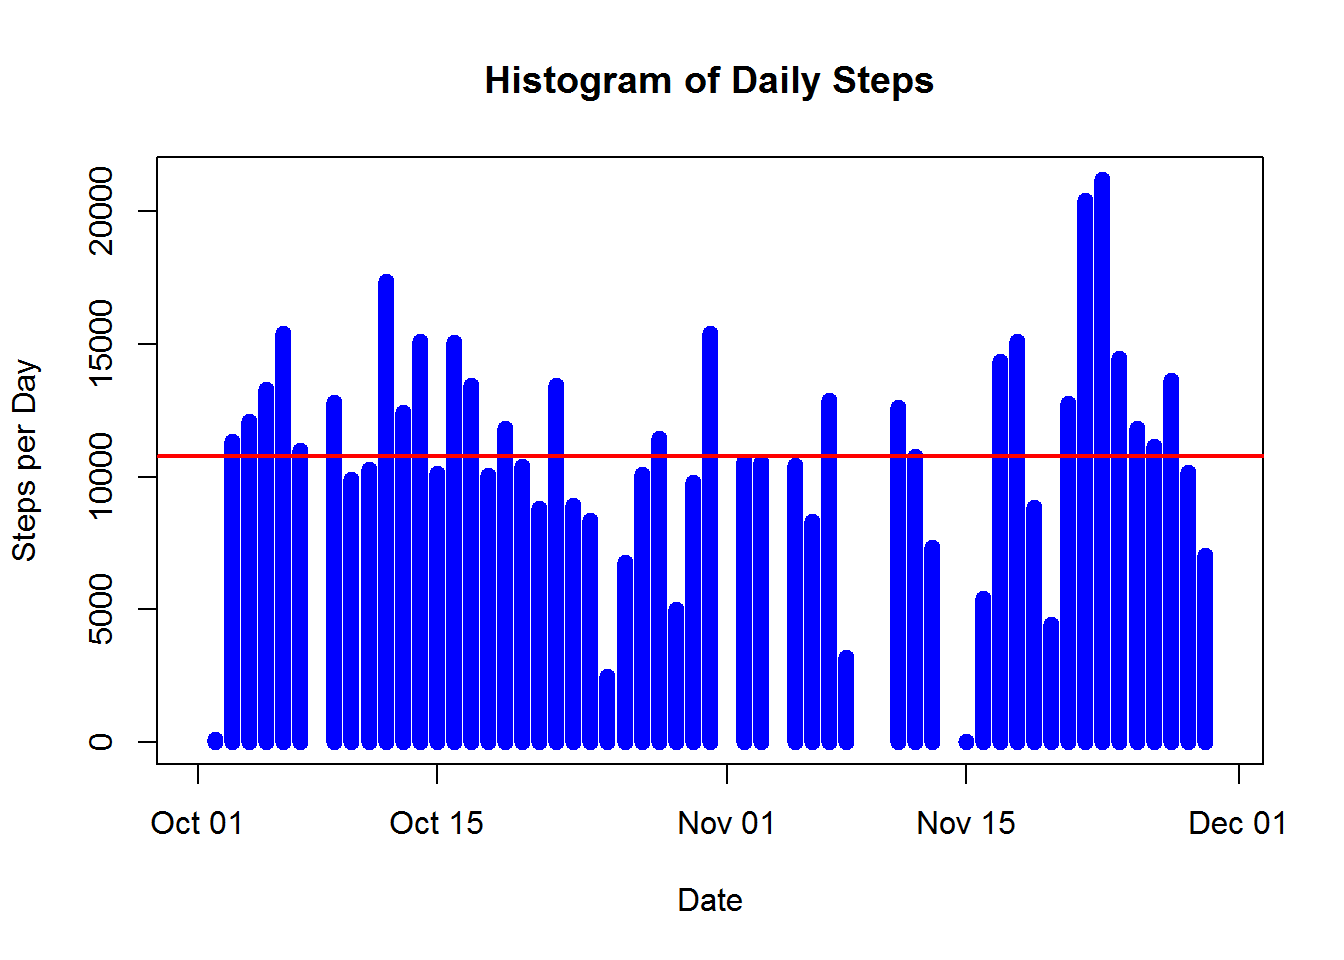 Histogram of Daily Steps
Steps per Day
20000
15000
10000
5000
0
Oct 01
Oct 15
Nov 01
Nov 15
Dec 01
Date